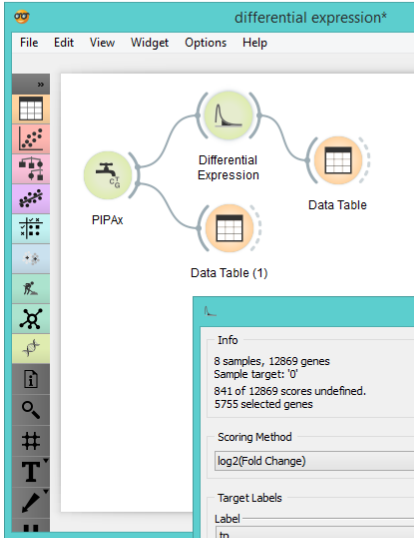 differential expression*
File Edit View Widget Options Help
»
Differential
Expression
C T
G
PIPAx
Data Table
Data Table (1)
Info
8 samples, 12869 genes
Sample target: '0'
841 of 12869 scores undefined.
5755 selected genes
Scoring Method
log2(Fold Change)
Target Labels
Label
tp
T